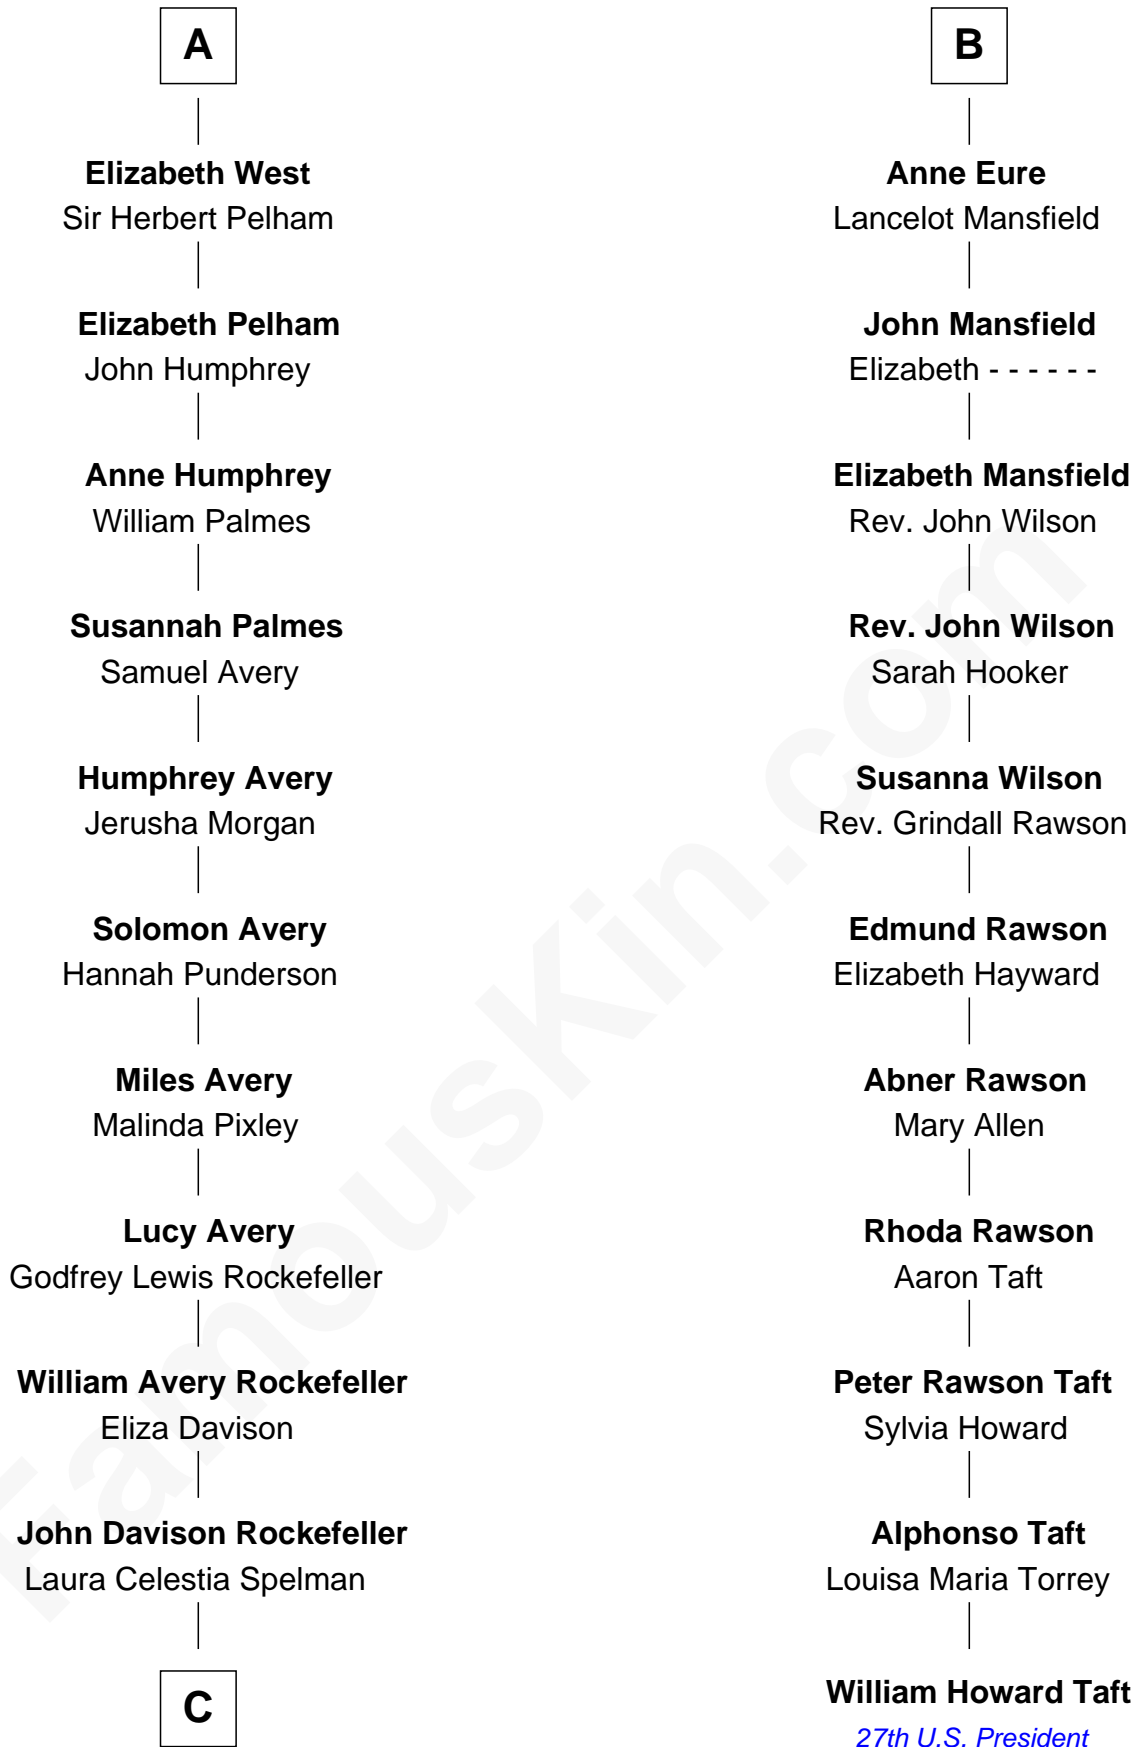 A
Elizabeth West
Sir Herbert Pelham
Elizabeth Pelham
John Humphrey
Anne Humphrey
William Palmes
Susannah Palmes
Samuel Avery
Humphrey Avery
Jerusha Morgan
Solomon Avery
Hannah Punderson
Miles Avery
Malinda Pixley
Lucy Avery
Godfrey Lewis Rockefeller
William Avery Rockefeller
Eliza Davison
John Davison Rockefeller
Laura Celestia Spelman
C
B
Anne Eure
Lancelot Mansfield
John Mansfield
Elizabeth - - - - - -
Elizabeth Mansfield
Rev. John Wilson
Rev. John Wilson
Sarah Hooker
Susanna Wilson
Rev. Grindall Rawson
Edmund Rawson
Elizabeth Hayward
Abner Rawson
Mary Allen
Rhoda Rawson
Aaron Taft
Peter Rawson Taft
Sylvia Howard
Alphonso Taft
Louisa Maria Torrey
William Howard Taft
27th U.S. President
FamousKin.com